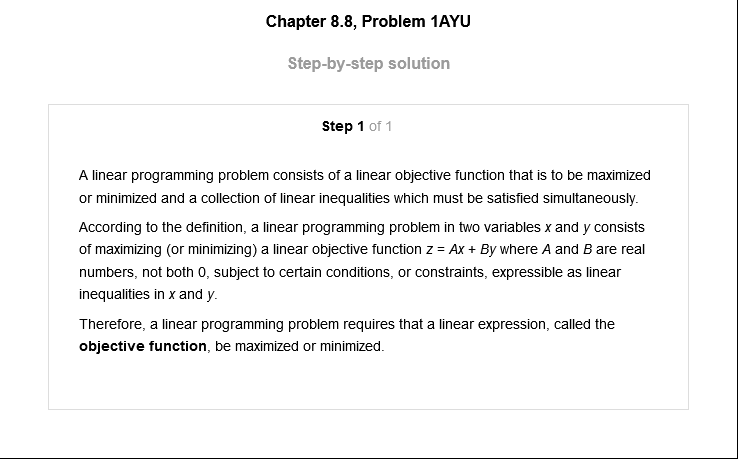 Chapter 8.8, Problem 1AYU
Step-by-step solution
Step 1 of 1
A linear programming problem consists of a linear objective function that is to be maximized
or minimized and a collection of linear inequalities which must be satisfied simultaneously.
According to the definition, a linear programming problem in two variables x and y consists
of maximizing (or minimizing) a linear objective function z = Ax + By where A and B are real
numbers, not both 0, subject to certain conditions, or constraints, expressible as linear
inequalities in x and y.
Therefore, a linear programming problem requires that a linear expression, called the
objective function, be maximized or minimized.